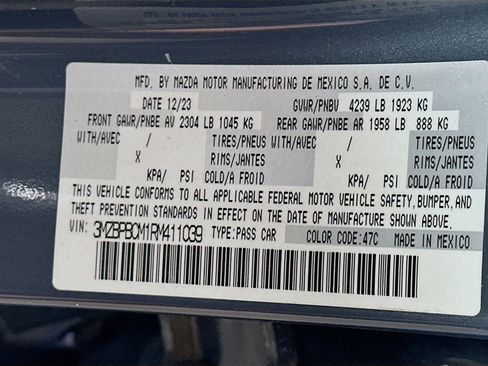 MFD. BY MAZDA MOTOR MANUFACTURING DE MEXICO S.A. DE C.V.
DATE 12/23 GVWR/PNBV 4239 LB 1923 KG
FRONT GAWR/PNBE AV 2304 LB 1045 KG REAR GAWR/PNBE AR 1958 LB 888 KG
WITH/AVEC / TIRES/PNEUS WITH/AVEC / TIRES/PNEUS
X RIMS/JANTES X RIMS/JANTES
KPA/ PSI COLD/A FROID KPA/ PSI COLD/A FROID
THIS VEHICLE CONFORMS TO ALL APPLICABLE FEDERAL MOTOR VEHICLE SAFETY, BUMPER, AND
THEFT PREVENTION STANDARDS IN EFFECT ON THE DATE OF MANUFACTURE SHOWN ABOVE.
VIN: 3MZBPBCM1RM411039 TYPE:PASS CAR COLOR CODE:47C MADE IN MEXICO